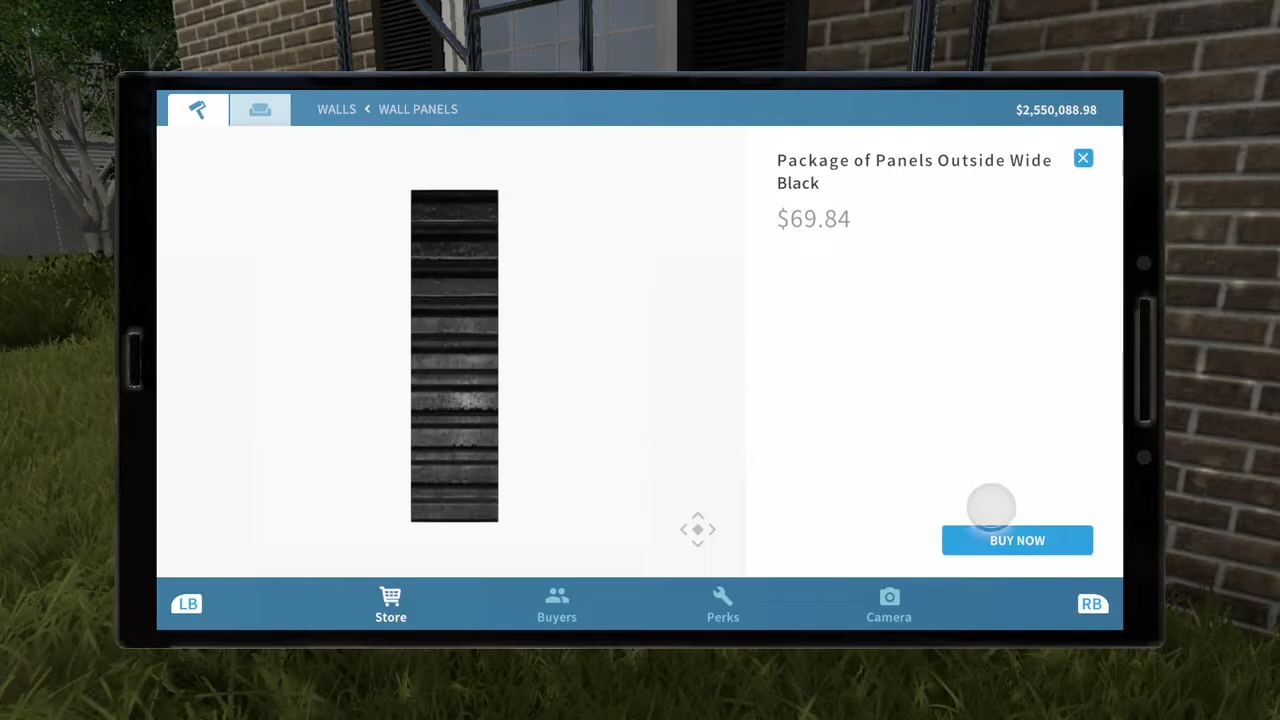 WALLS < WALL PANELS
$2,550,088.98
Package of Panels Outside Wide
Black
$69.84
BUY NOW
LB
Store
Buyers
Perks
Camera
RB